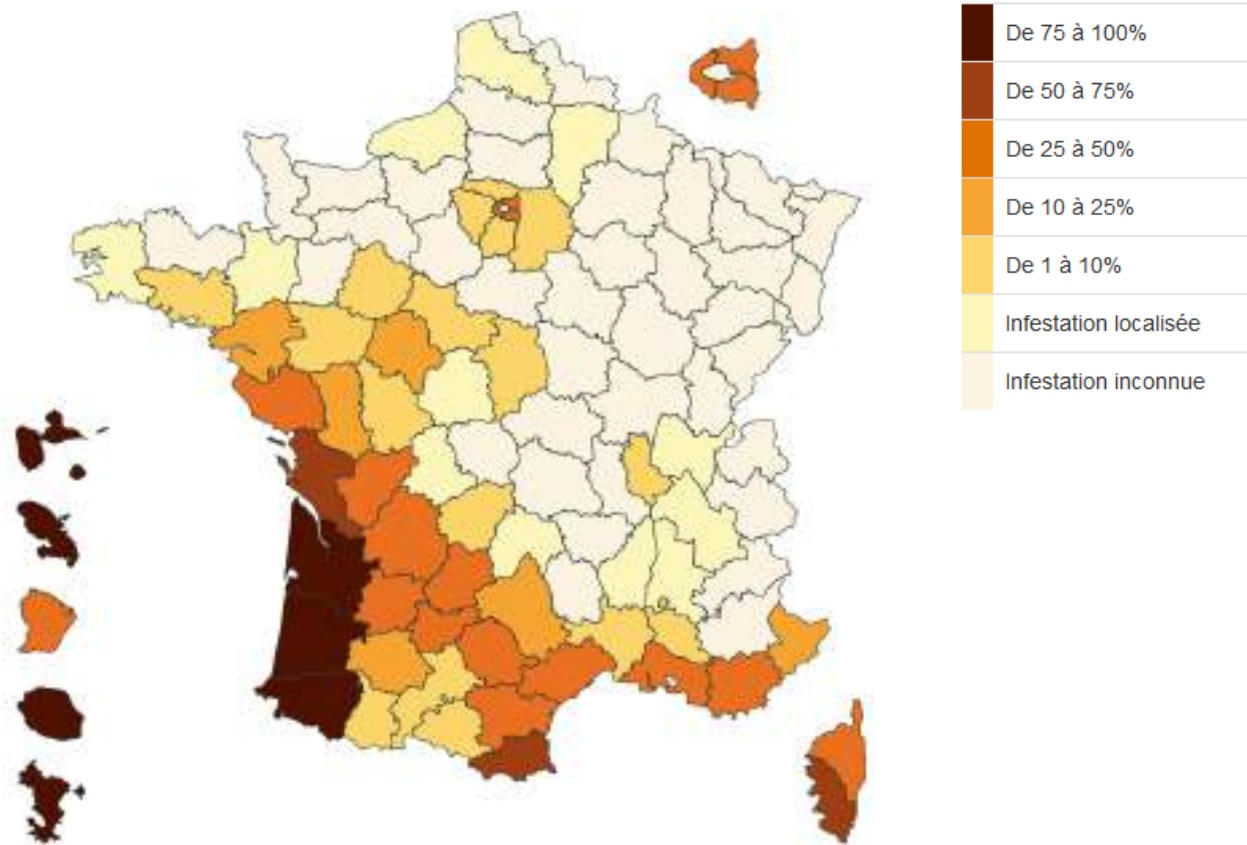 De 75 à 100%
De 50 à 75%
De 25 à 50%
De 10 à 25%
De 1 à 10%
Infestation localisée
Infestation inconnue